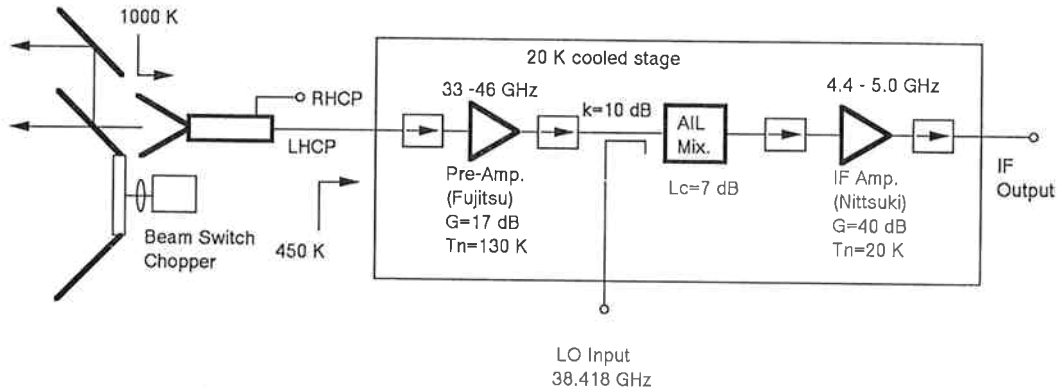 1000 K
20 K cooled stage
33 -46 GHz
4.4 - 5.0 GHz
RHCP
k=10 dB
AIL
Mix.
LHCP
IF
Output
Lc=7 dB
Pre-Amp.
(Fujitsu)
G=17 dB
Tn=130 K
IF Amp.
(Nittsuki)
G=40 dB
Tn=20 K
Beam Switch
Chopper
450 K
LO Input
38.418 GHz